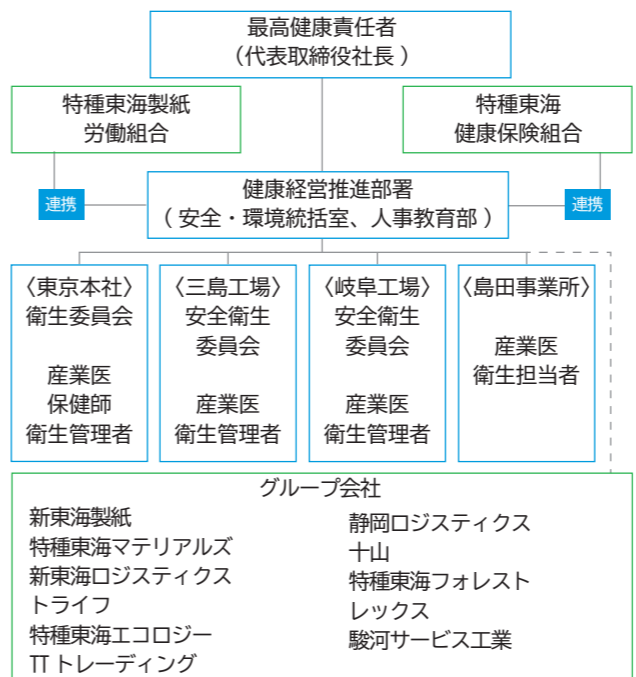 最高健康責任者
（代表取締役社長）
特種東海製紙
労働組合
特種東海
健康保険組合
連携
健康経営推進部署
（安全・環境統括室、人事教育部）
連携
〈東京本社〉
衛生委員会
産業医
保健師
衛生管理者
〈三島工場〉
安全衛生
委員会
産業医
衛生管理者
〈岐阜工場〉
安全衛生
委員会
産業医
衛生管理者
〈島田事業所〉
産業医
衛生担当者
グループ会社
新東海製紙
特種東海マテリアルズ
新東海ロジスティクス
トライフ
特種東海エコロジー
TTトレーディング
静岡ロジスティクス
十山
特種東海フォレスト
レックス
駿河サービス工業